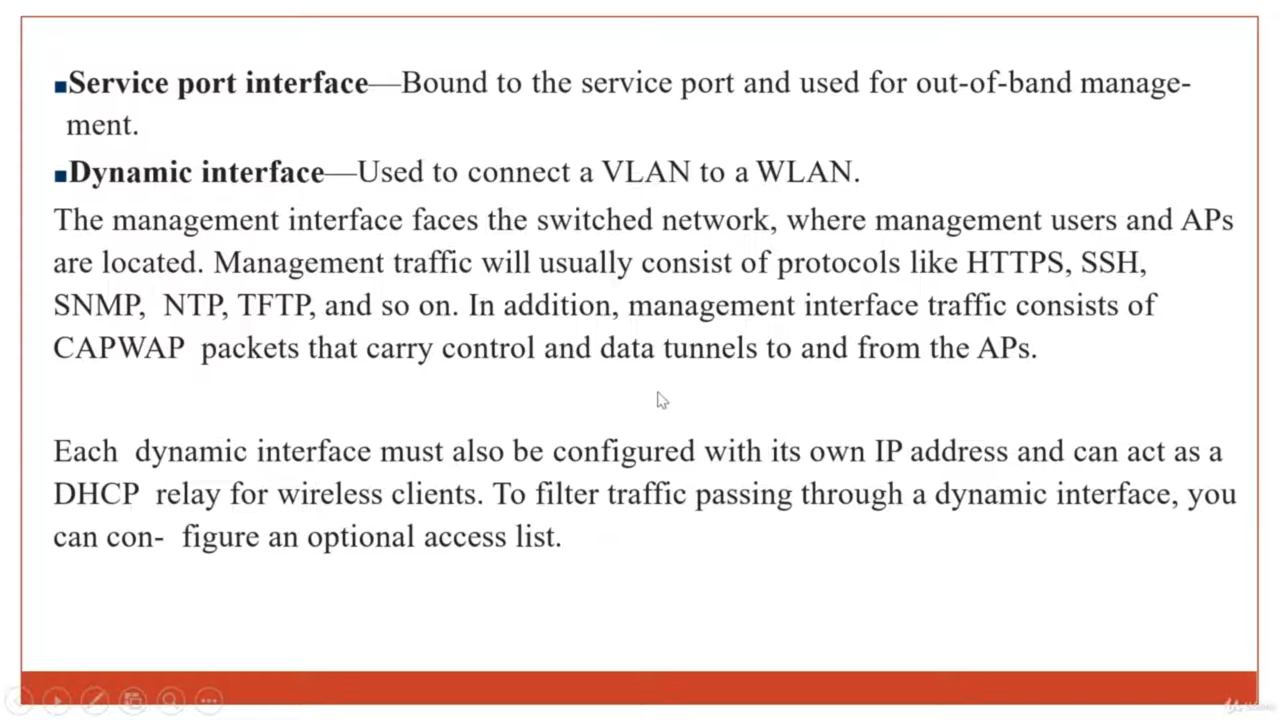 ■Service port interface—Bound to the service port and used for out-of-band manage-
ment.
■Dynamic interface—Used to connect a VLAN to a WLAN.
The management interface faces the switched network, where management users and APs
are located. Management traffic will usually consist of protocols like HTTPS, SSH,
SNMP,  NTP, TFTP, and so on. In addition, management interface traffic consists of
CAPWAP  packets that carry control and data tunnels to and from the APs.
Each  dynamic interface must also be configured with its own IP address and can act as a
DHCP  relay for wireless clients. To filter traffic passing through a dynamic interface, you
can con-  figure an optional access list.